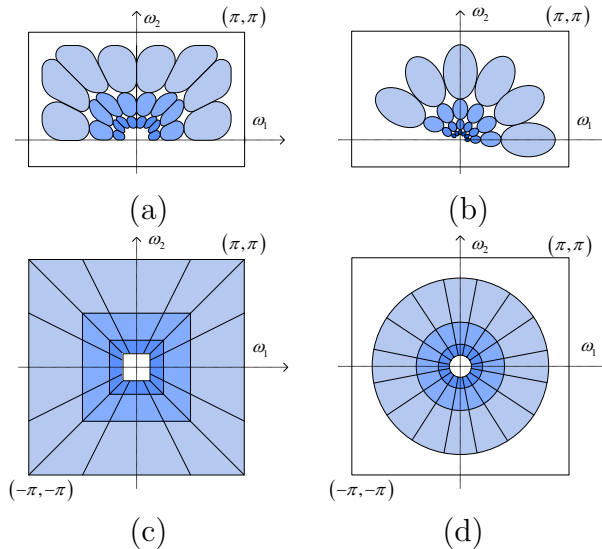 ω₂ (π,π) ω₂ (π,π)
ω₁ ω₁
(a) (b)
ω₂ (π,π) ω₂ (π,π)
ω₁ ω₁
(−π,−π) (−π,−π)
(c) (d)